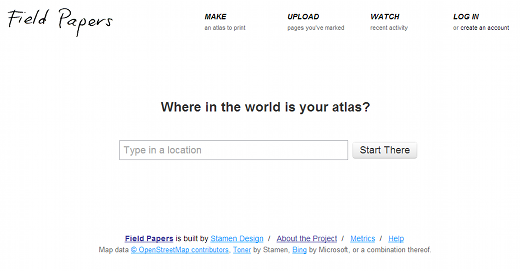 Field Papers
MAKE
an atlas to print
UPLOAD
pages you've marked
WATCH
recent activity
LOG IN
or create an account
Where in the world is your atlas?
Type in a location
Start There
Field Papers is built by Stamen Design / About the Project / Metrics / Help
Map data © OpenStreetMap contributors, Toner by Stamen, Bing by Microsoft, or a combination thereof.